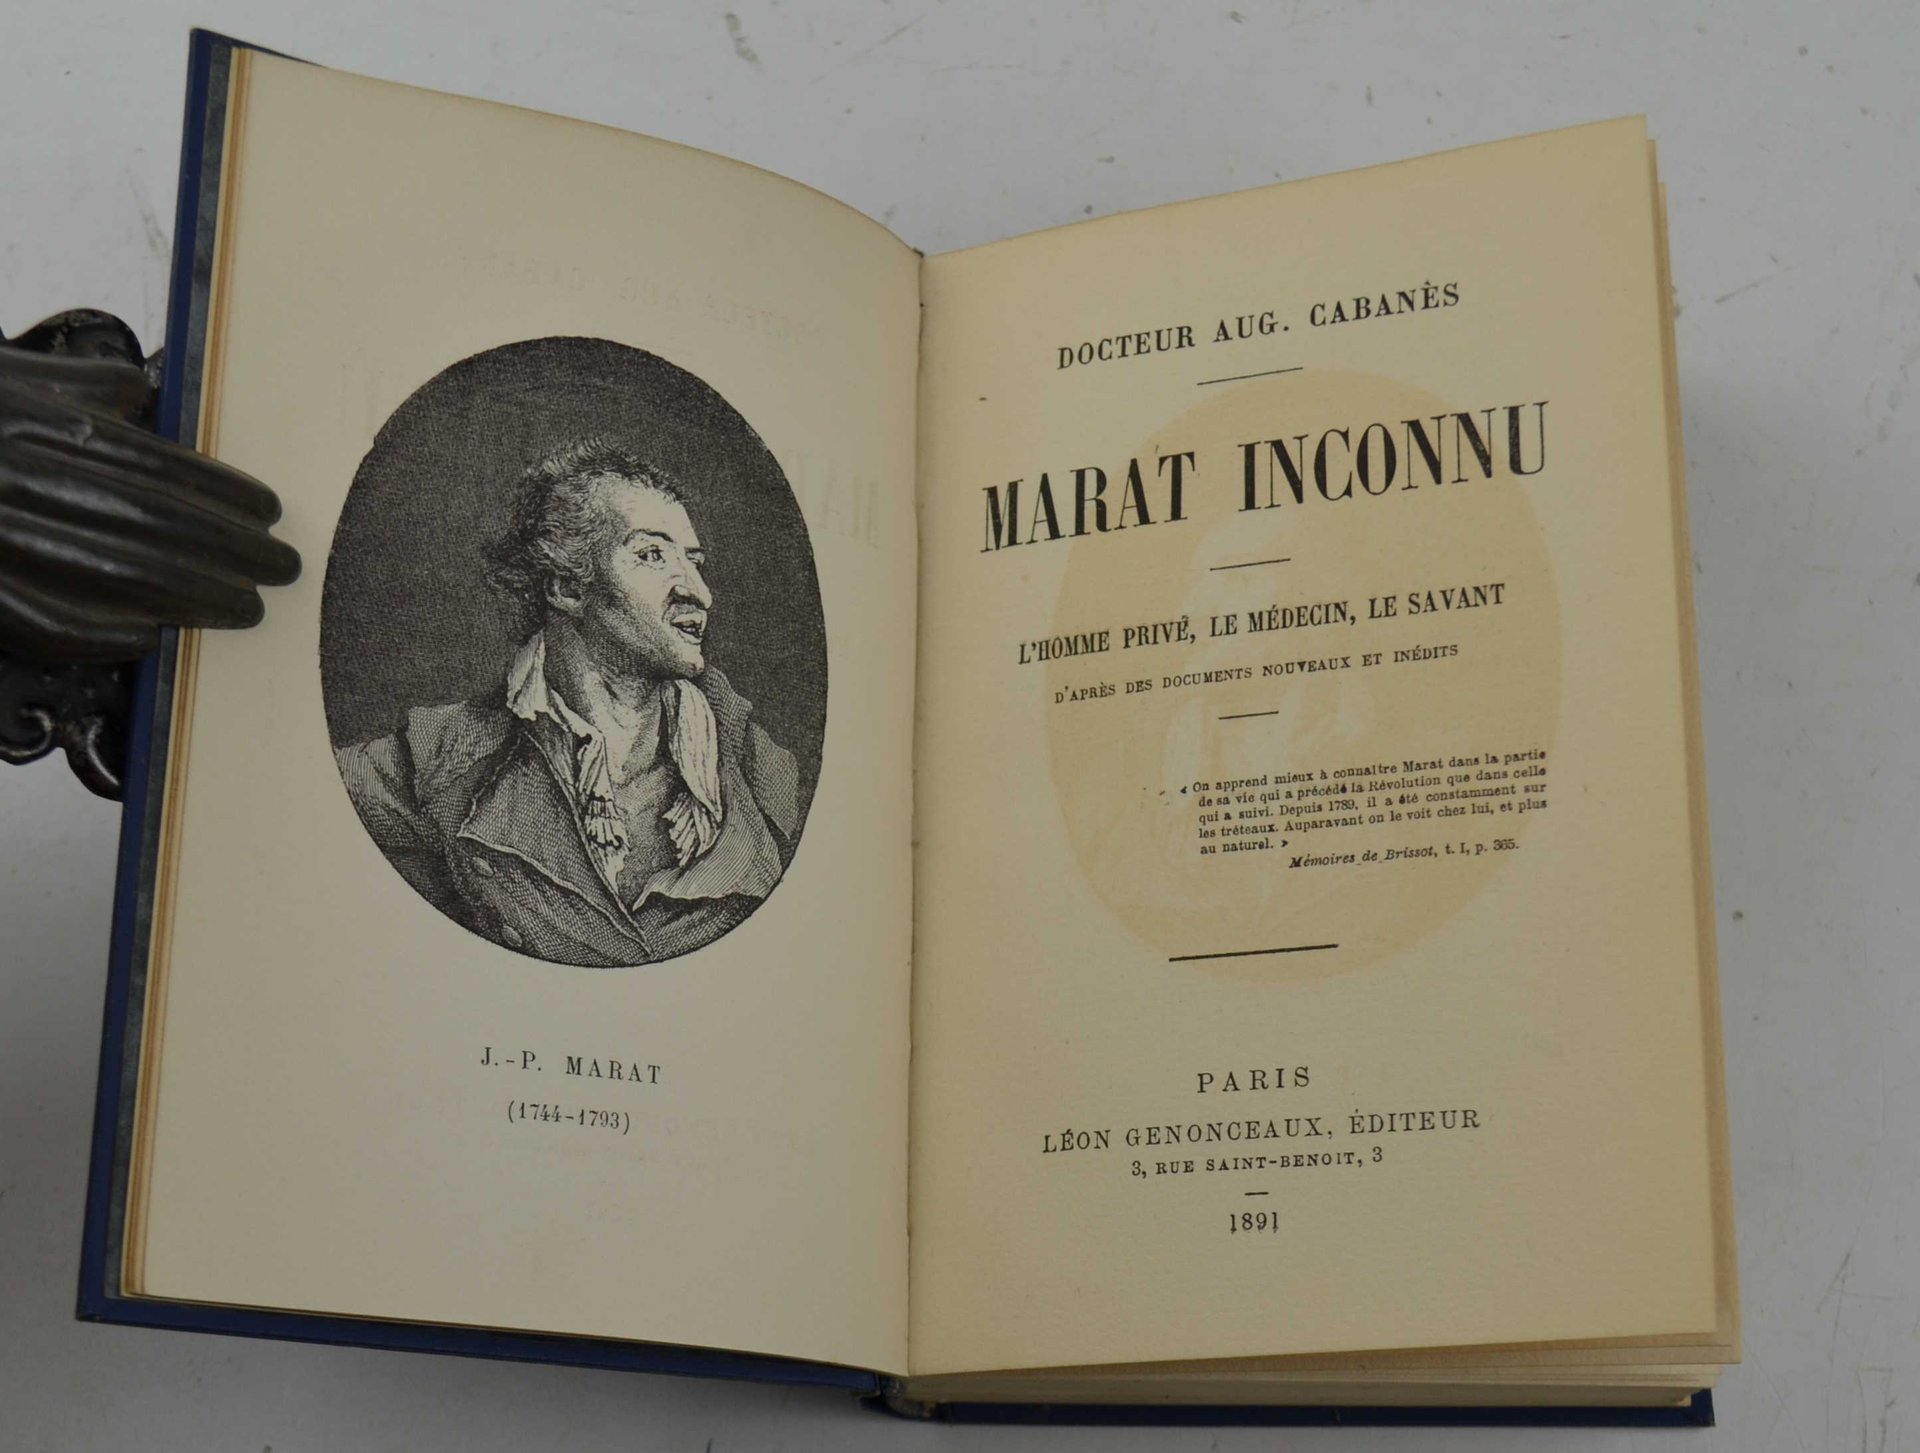 J.-P. MARAT
(1744-1793)
DOCTEUR AUG. CABANÈS
MARAT INCONNU
L'HOMME PRIVÉ, LE MÉDECIN, LE SAVANT
D'APRÈS DES DOCUMENTS NOUVEAUX ET INÉDITS
« On apprend mieux à connaître Marat dans la partie
de sa vie qui a précédé la Révolution que dans celle
qui a suivi. Depuis 1789, il a été constamment sur
les tréteaux. Auparavant on le voit chez lui, et plus
au naturel. »
Mémoires de Brissot, t. I, p. 365.
PARIS
LÉON GENONCEAUX, ÉDITEUR
3, RUE SAINT-BENOIT, 3
1891